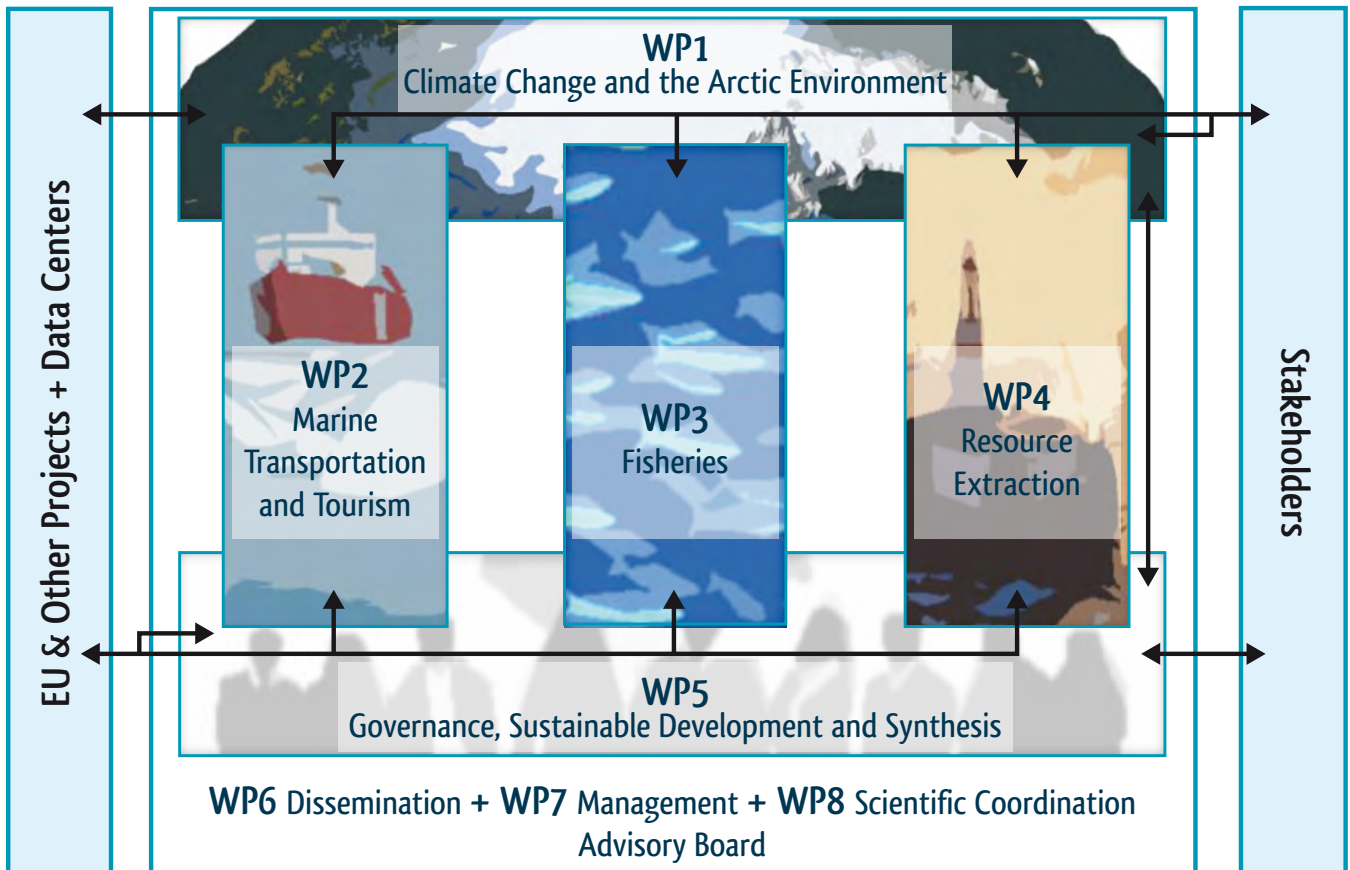 EU & Other Projects + Data Centers
WP1
Climate Change and the Arctic Environment
WP2
Marine
Transportation
and Tourism
WP3
Fisheries
WP4
Resource
Extraction
WP5
Governance, Sustainable Development and Synthesis
WP6 Dissemination + WP7 Management + WP8 Scientific Coordination
Advisory Board
Stakeholders